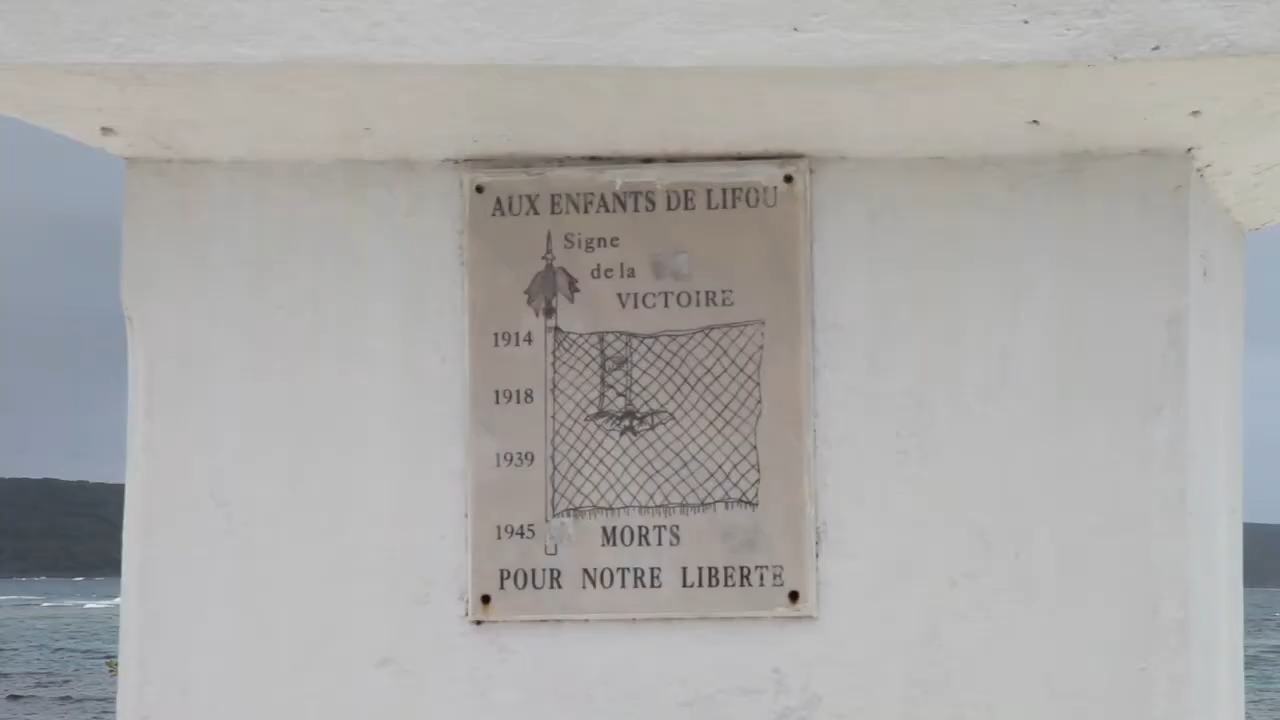 AUX ENFANTS DE LIFOU
Signe
de la
VICTOIRE
1914
1918
1939
1945
MORTS
POUR NOTRE LIBERTE